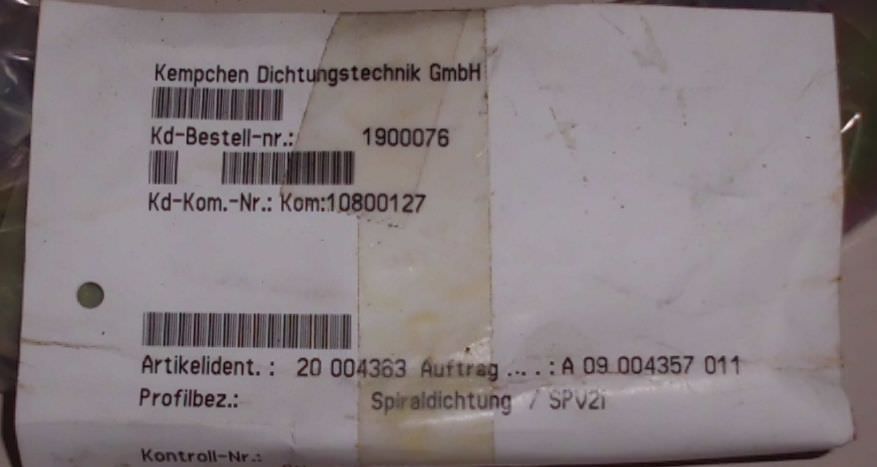 Kempchen Dichtungstechnik GmbH
Kd-Bestell-nr.: 1900076
Kd-Kom.-Nr.: Kom:10800127
Artikelident. : 20 004363 Auftrag ... . : A 09 004357 011
Profilbez.: Spiraldichtung / SPV2i
Kontroll-Nr.: